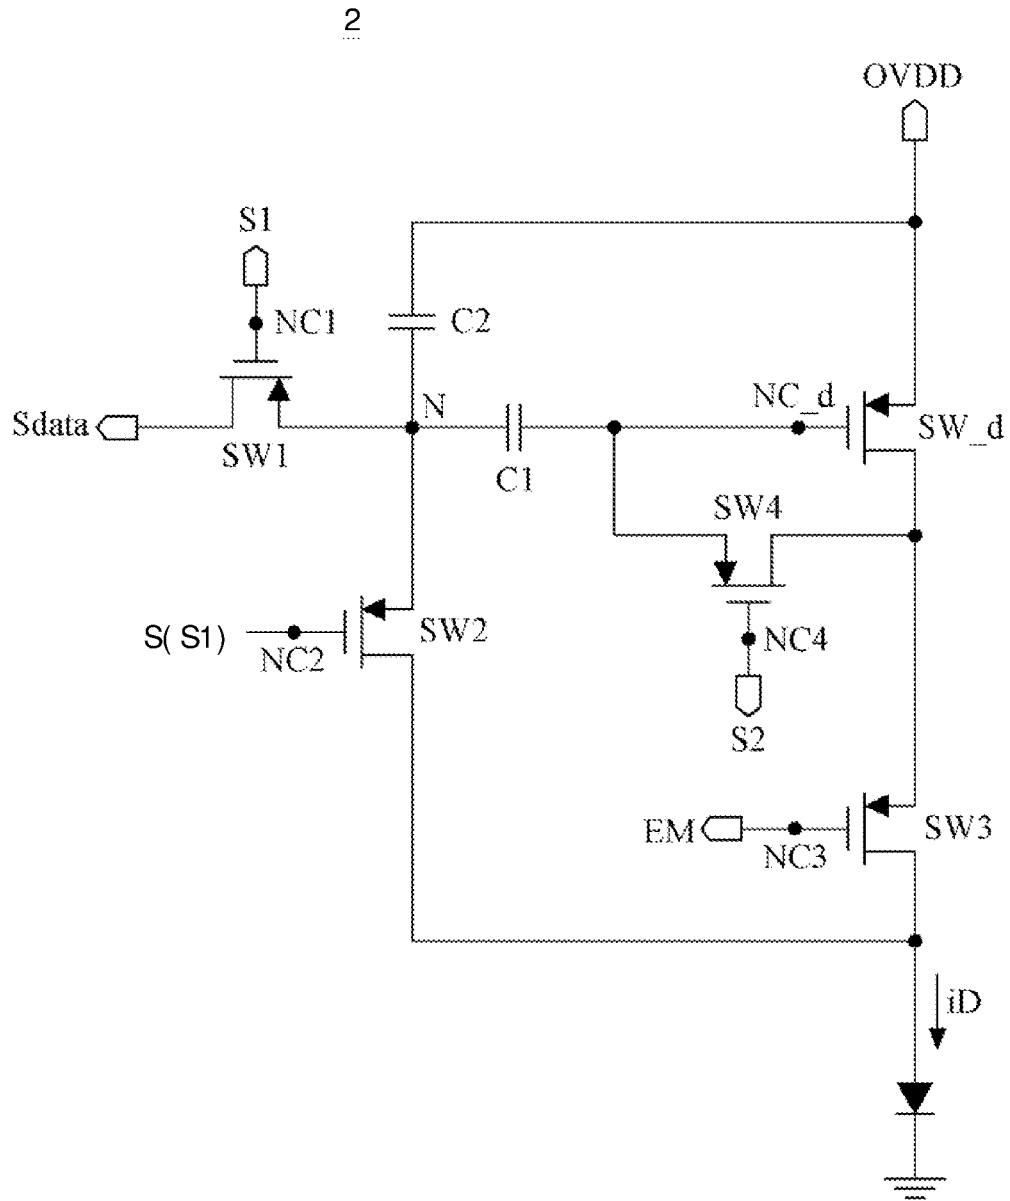 2
OVDD
S1
NC1
C2
NC_d
N
Sdata
SW_d
SW1
C1
SW4
S( S1)
SW2
NC4
NC2
S2
EM
SW3
NC3
iD